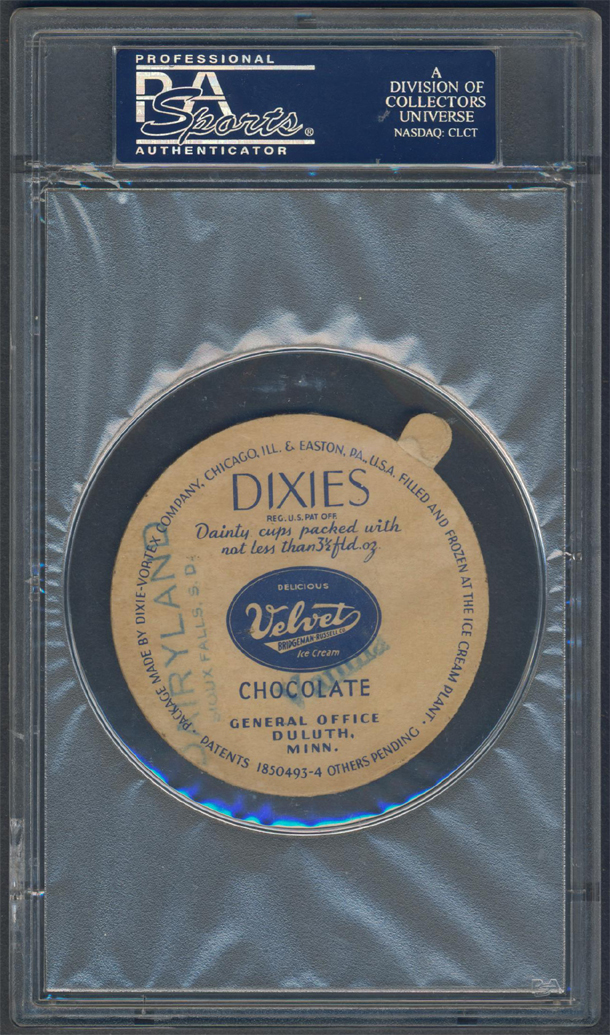 PROFESSIONAL
PSA
Sports®
AUTHENTICATOR
A
DIVISION OF
COLLECTORS
UNIVERSE
NASDAQ: CLCT
PACKAGE MADE BY DIXIE-VORTEX COMPANY, CHICAGO, ILL. & EASTON, PA., U.S.A. FILLED AND FROZEN AT THE ICE CREAM PLANT ·
DIXIES
REG. U.S. PAT OFF.
Dainty cups packed with
not less than 3½ fld.oz.
DELICIOUS
Velvet
BRIDGEMAN-RUSSELL CO.
Ice Cream
Vanilla
CHOCOLATE
GENERAL OFFICE
DULUTH,
MINN.
PATENTS 1850493-4 OTHERS PENDING ·
DAIRYLAND
SIOUX FALLS, S. D.
PSA